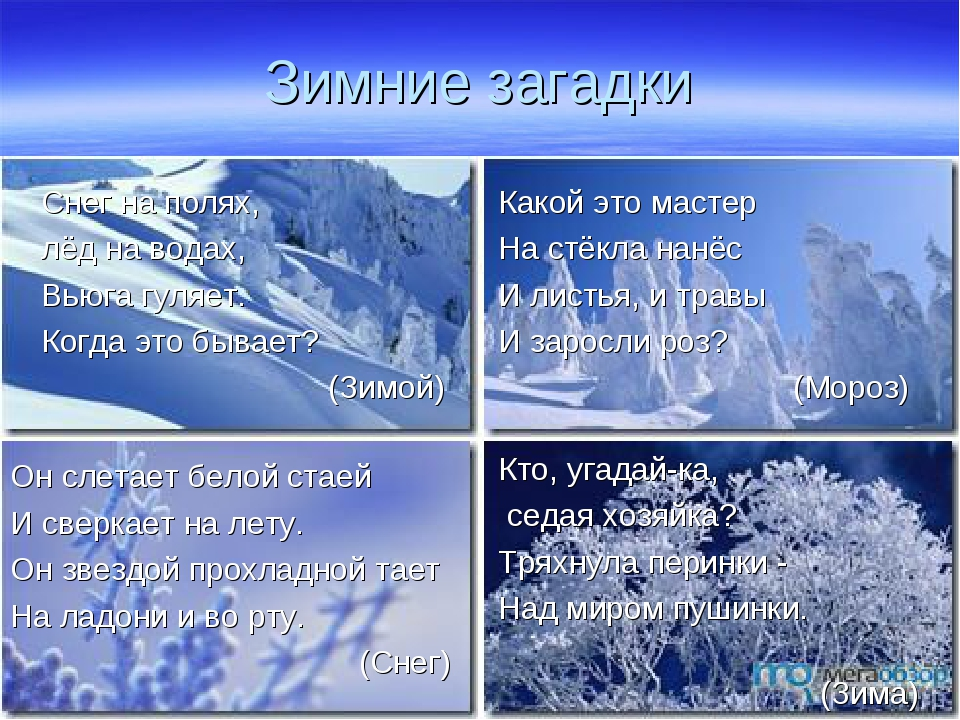 Зимние загадки
Снег на полях,
лёд на водах,
Вьюга гуляет.
Когда это бывает?
(Зимой)
Какой это мастер
На стёкла нанёс
И листья, и травы
И заросли роз?
(Мороз)
Он слетает белой стаей
И сверкает на лету.
Он звездой прохладной тает
На ладони и во рту.
(Снег)
Кто, угадай-ка,
седая хозяйка?
Тряхнула перинки -
Над миром пушинки.
мегаобзор
(Зима)